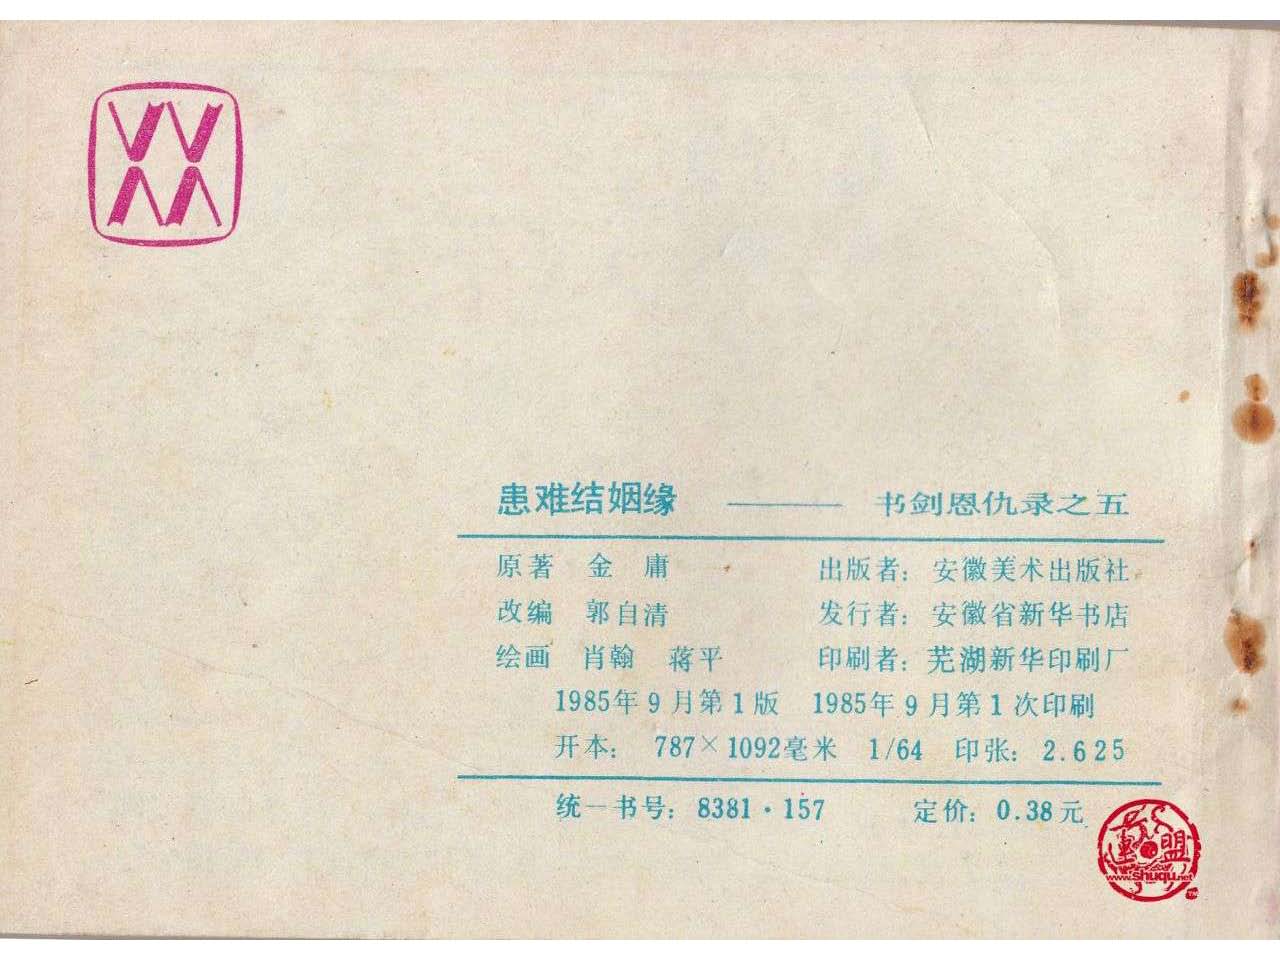 患难结姻缘 —— 书剑恩仇录之五
原著 金庸 出版者：安徽美术出版社
改编 郭自清 发行者：安徽省新华书店
绘画 肖翰 蒋平 印刷者：芜湖新华印刷厂
1985年9月第1版 1985年9月第1次印刷
开本：787×1092毫米 1/64 印张：2.625
统一书号：8381·157 定价：0.38元
连盟
www.shuqu.net